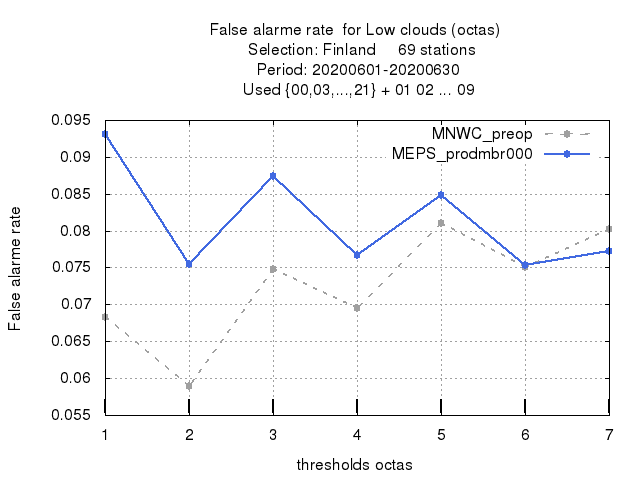 False alarme rate  for Low clouds (octas)
Selection: Finland     69 stations
Period: 20200601-20200630
Used {00,03,...,21} + 01 02 ... 09
MNWC_preop
MEPS_prodmbr000
False alarme rate
0.095
0.09
0.085
0.08
0.075
0.07
0.065
0.06
0.055
1 2 3 4 5 6 7
thresholds octas